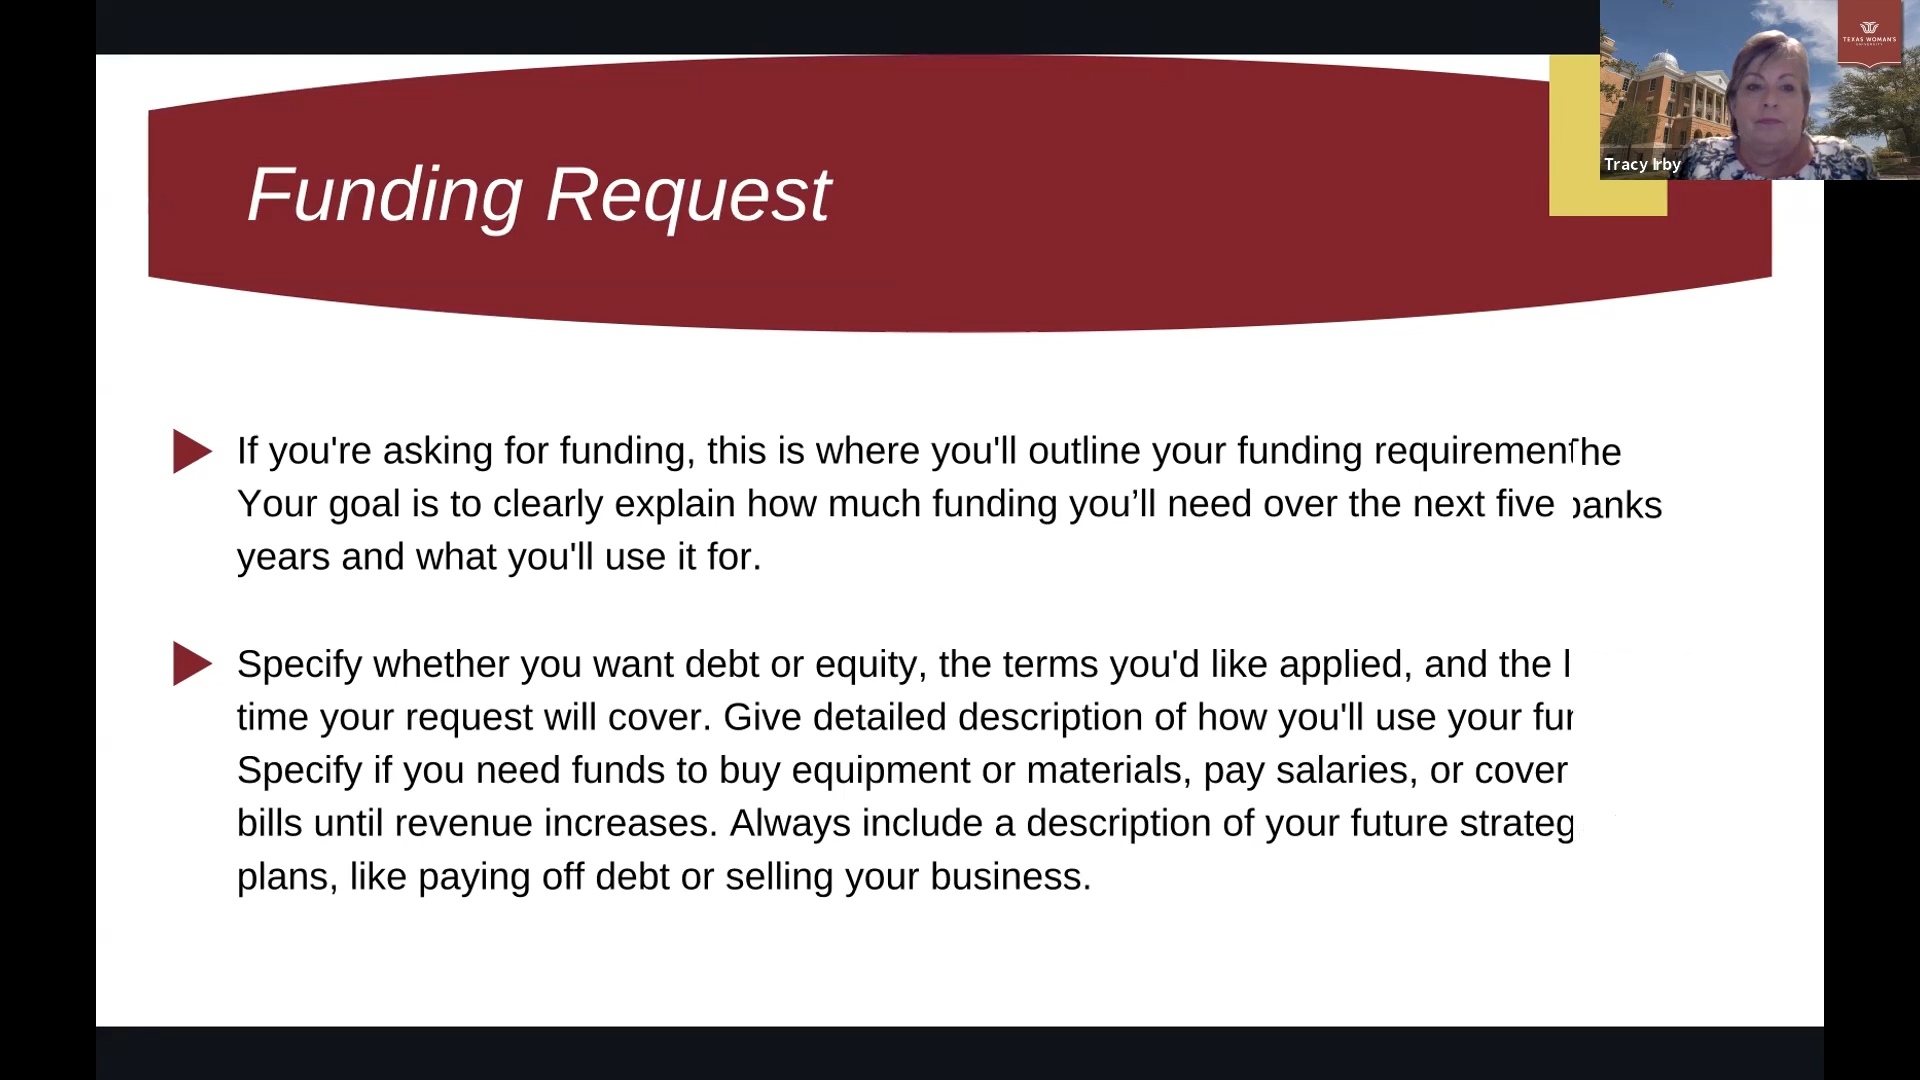 TEXAS WOMAN'S
UNIVERSITY
Tracy Irby
Funding Request
If you're asking for funding, this is where you'll outline your funding
Your goal is to clearly explain how much funding you’ll need over the next five
years and what you'll use it for.
Specify whether you want debt or equity, the terms you'd like applied, and the
time your request will cover. Give detailed description of how you'll use your
Specify if you need funds to buy equipment or materials, pay salaries, or cover
bills until revenue increases. Always include a description of your future
plans, like paying off debt or selling your business.